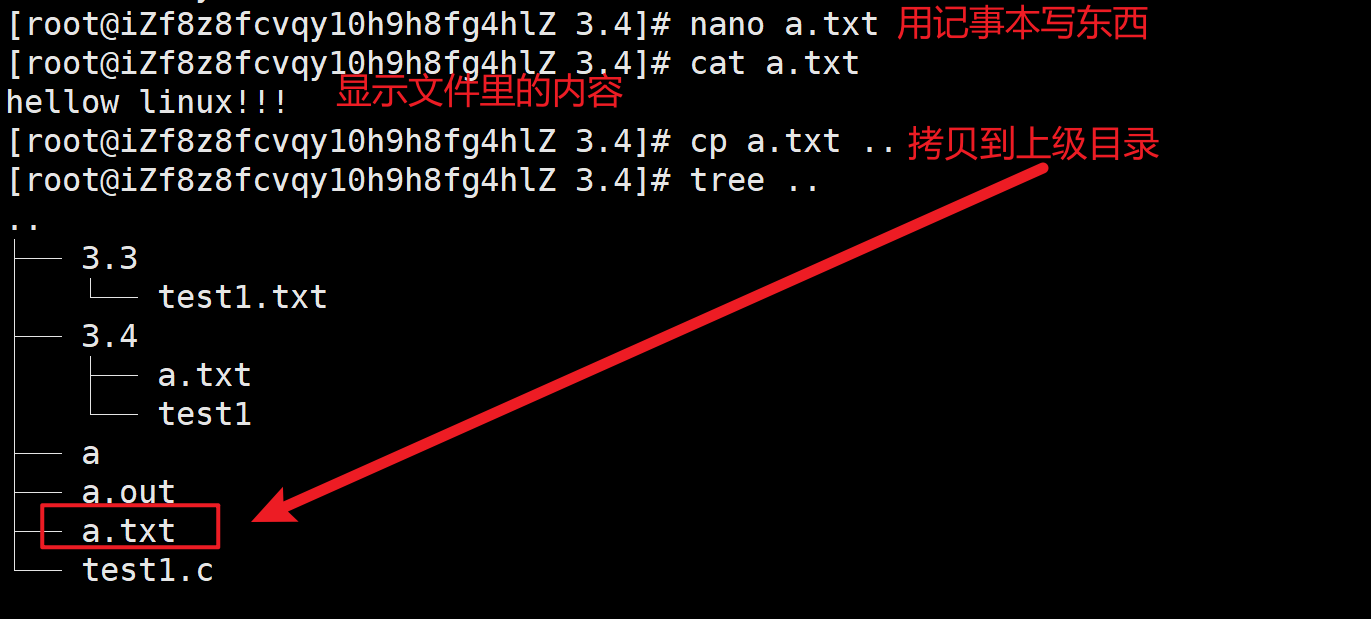 [root@iZf8z8fcvqy10h9h8fg4hlZ 3.4]# nano a.txt 用记事本写东西
[root@iZf8z8fcvqy10h9h8fg4hlZ 3.4]# cat a.txt
hellow linux!!! 显示文件里的内容
[root@iZf8z8fcvqy10h9h8fg4hlZ 3.4]# cp a.txt .. 拷贝到上级目录
[root@iZf8z8fcvqy10h9h8fg4hlZ 3.4]# tree ..
..
├── 3.3
│   └── test1.txt
├── 3.4
│   ├── a.txt
│   └── test1
├── a
├── a.out
├── a.txt
└── test1.c